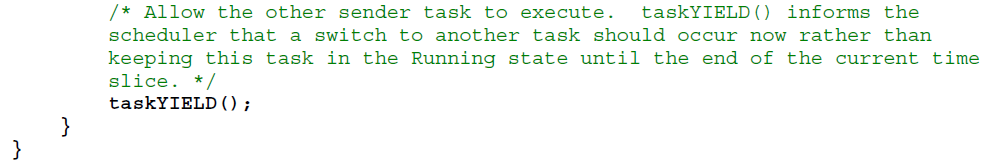 /* Allow the other sender task to execute.  taskYIELD() informs the
scheduler that a switch to another task should occur now rather than
keeping this task in the Running state until the end of the current time
slice. */
taskYIELD();
}
}